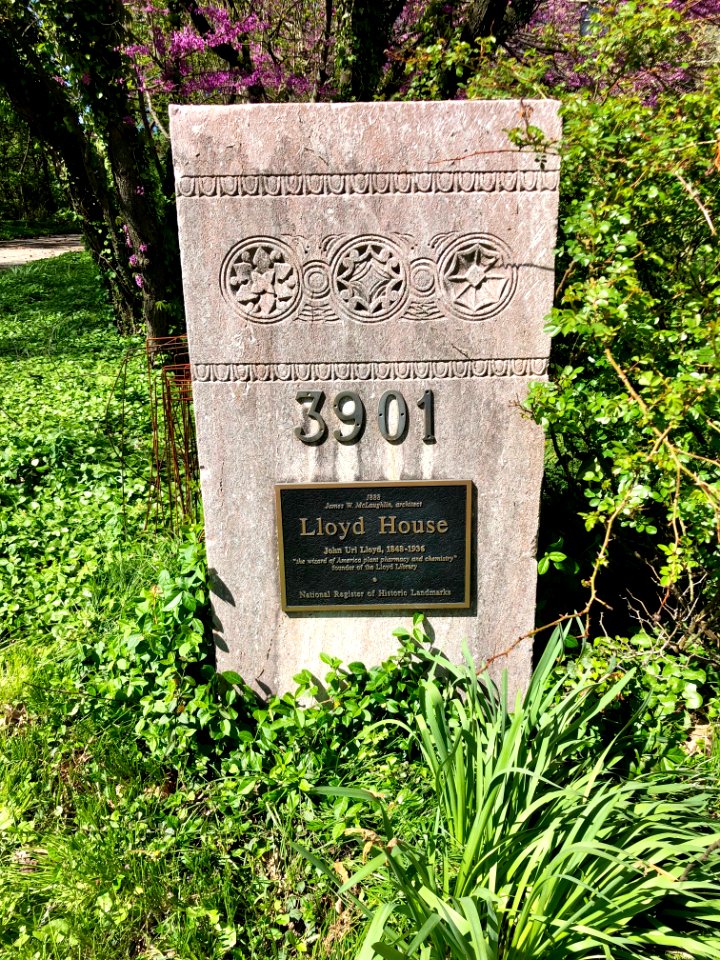 3901
1888
James W. McLaughlin, architect
Lloyd House
John Uri Lloyd, 1848-1936
"the wizard of America plant pharmacy and chemistry"
founder of the Lloyd Library
National Register of Historic Landmarks